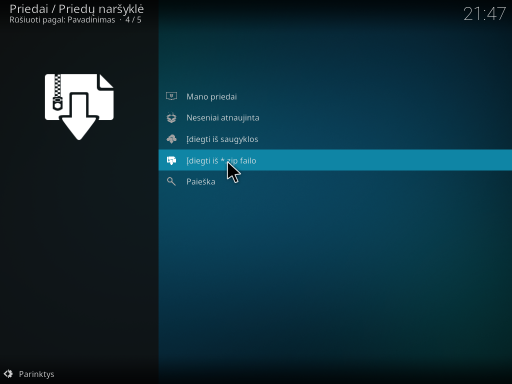 Priedai / Priedų naršyklė
Rūšiuoti pagal: Pavadinimas · 4 / 5
21:47
Mano priedai
Neseniai atnaujinta
Įdiegti iš saugyklos
Įdiegti iš *.zip failo
Paieška
Parinktys